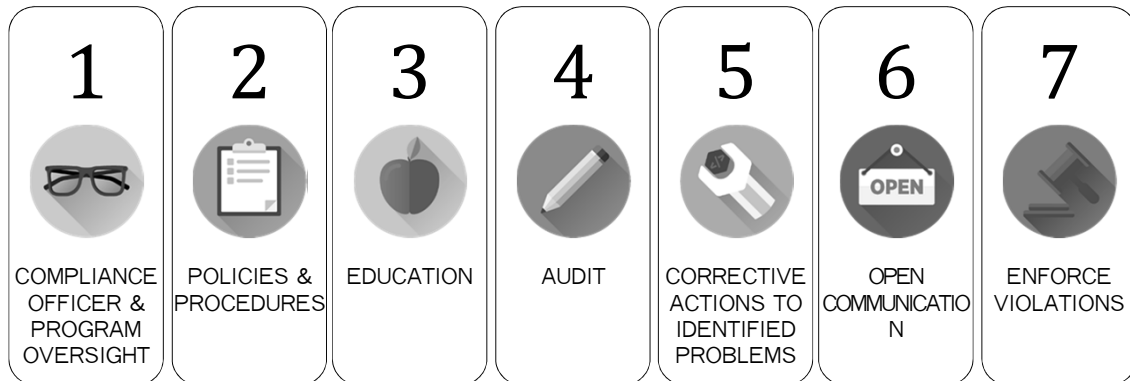 1
COMPLIANCE
OFFICER &
PROGRAM
OVERSIGHT
2
POLICIES &
PROCEDURES
3
EDUCATION
4
AUDIT
5
</>
CORRECTIVE
ACTIONS TO
IDENTIFIED
PROBLEMS
6
OPEN
OPEN
COMMUNICATIO
N
7
ENFORCE
VIOLATIONS